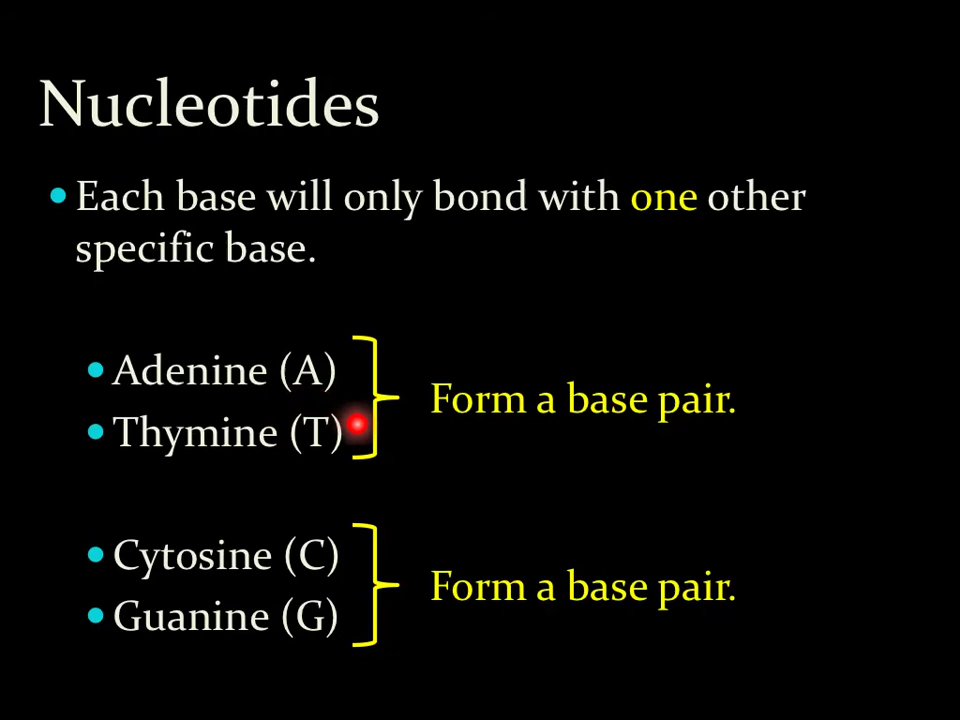 Nucleotides
Each base will only bond with one other
specific base.
Adenine (A)
Thymine (T)
Form a base pair.
Cytosine (C)
Guanine (G)
Form a base pair.